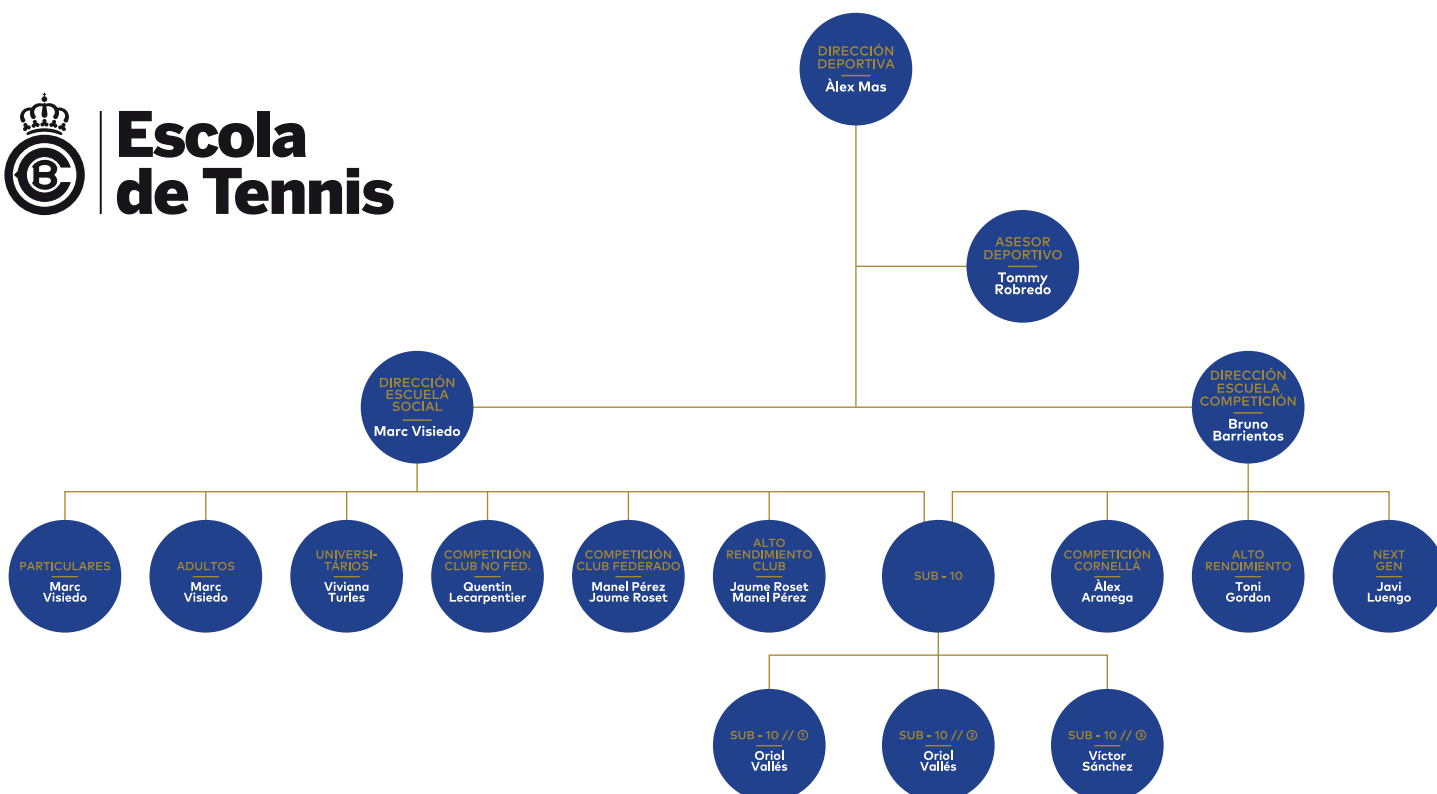 DIRECCIÓN
DEPORTIVA
Àlex Mas
CBC
Escola
de Tennis
ASESOR
DEPORTIVO
Tommy
Robredo
DIRECCIÓN
ESCUELA
SOCIAL
Marc Visiedo
DIRECCIÓN
ESCUELA
COMPETICIÓN
Bruno
Barrientos
PARTICULARES
Marc
Visiedo
ADULTOS
Marc
Visiedo
UNIVERSI-
TÁRIOS
Viviana
Turles
COMPETICIÓN
CLUB NO FED.
Quentin
Lecarpentier
COMPETICIÓN
CLUB FEDERADO
Manel Pérez
Jaume Roset
ALTO
RENDIMIENTO
CLUB
Jaume Roset
Manel Pérez
SUB - 10
COMPETICIÓN
CORNELLÀ
Àlex
Aranega
ALTO
RENDIMIENTO
Toni
Gordon
NEXT
GEN
Javi
Luengo
SUB - 10 // ①
Oriol
Vallés
SUB - 10 // ②
Oriol
Vallés
SUB - 10 // ③
Víctor
Sánchez